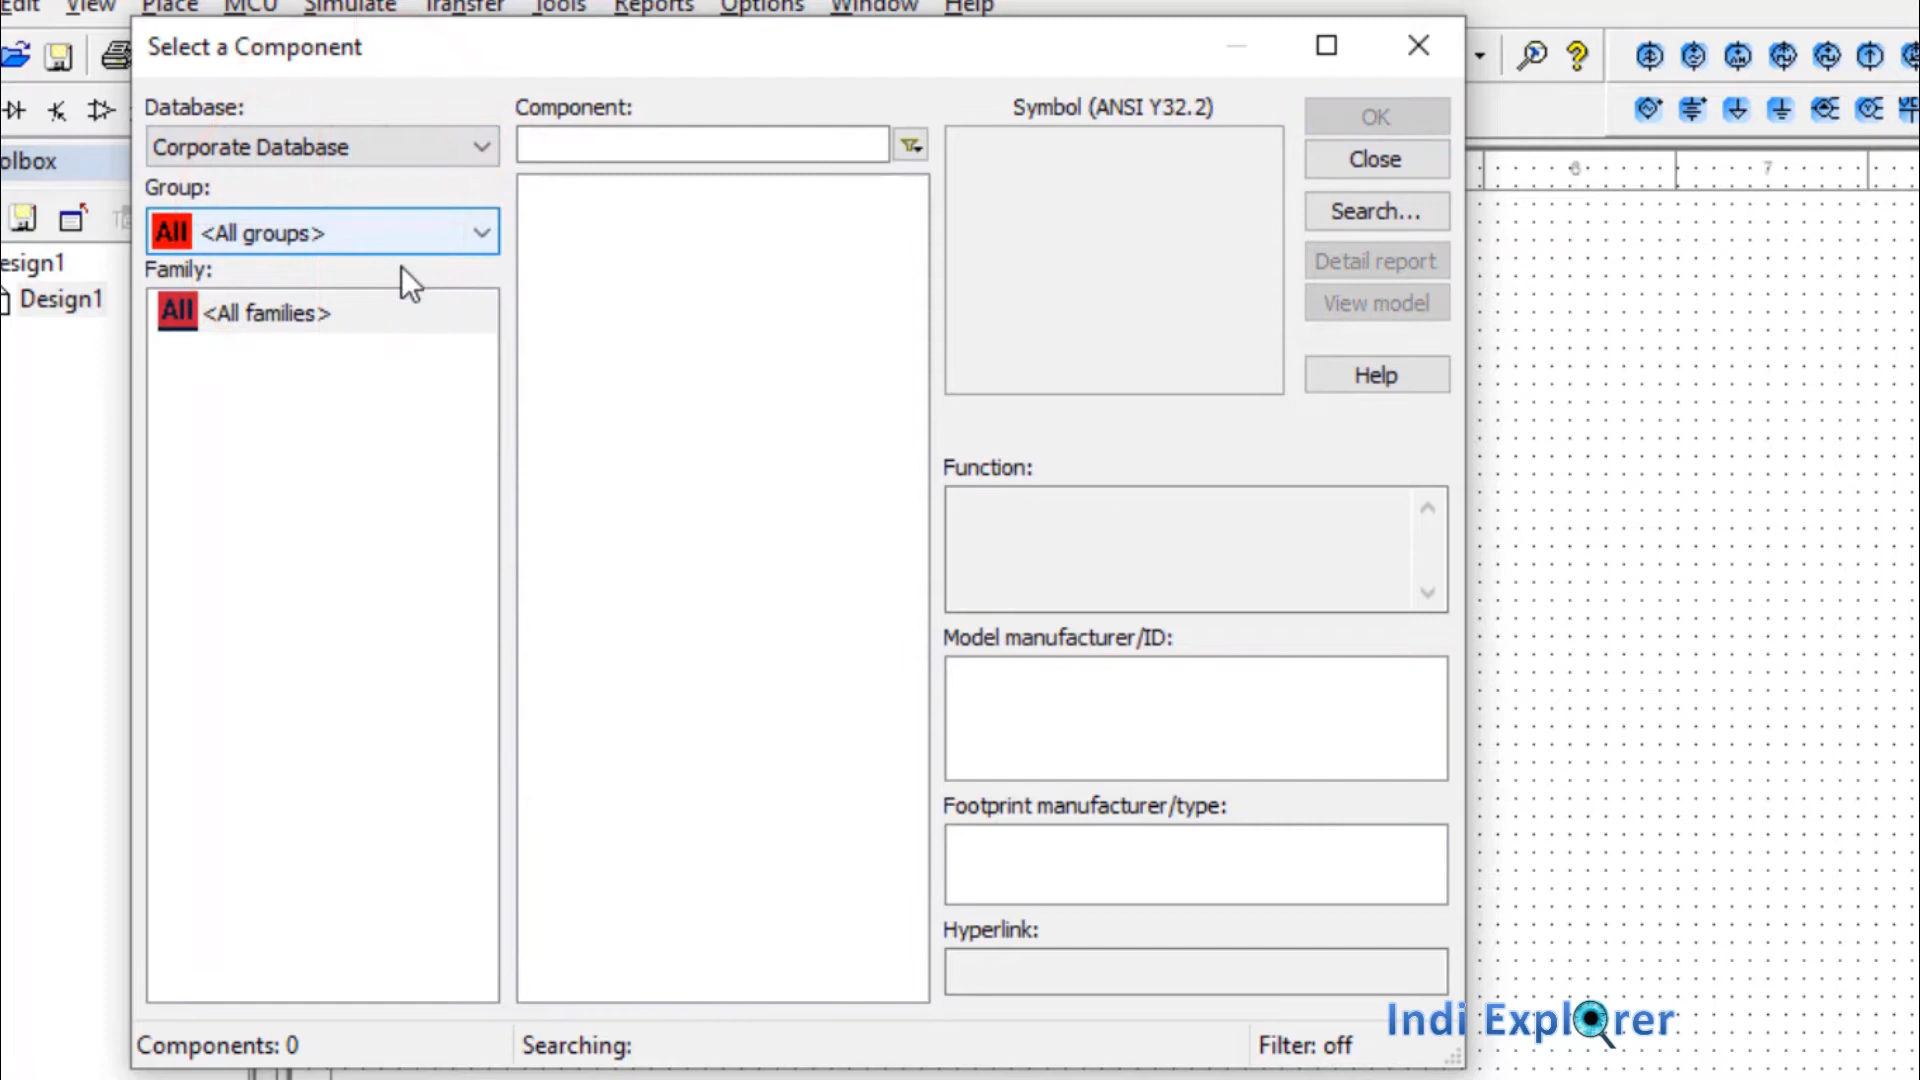 Edit View Place MCU Simulate Transfer Tools Reports Options Window Help
Select a Component
Database:
Corporate Database
Group:
All <All groups>
Family:
All <All families>
Component:
Symbol (ANSI Y32.2)
OK
Close
Search...
Detail report
View model
Help
Function:
Model manufacturer/ID:
Footprint manufacturer/type:
Hyperlink:
Components: 0
Searching:
Filter: off
olbox
esign1
Design1
6
7
Indi Explorer